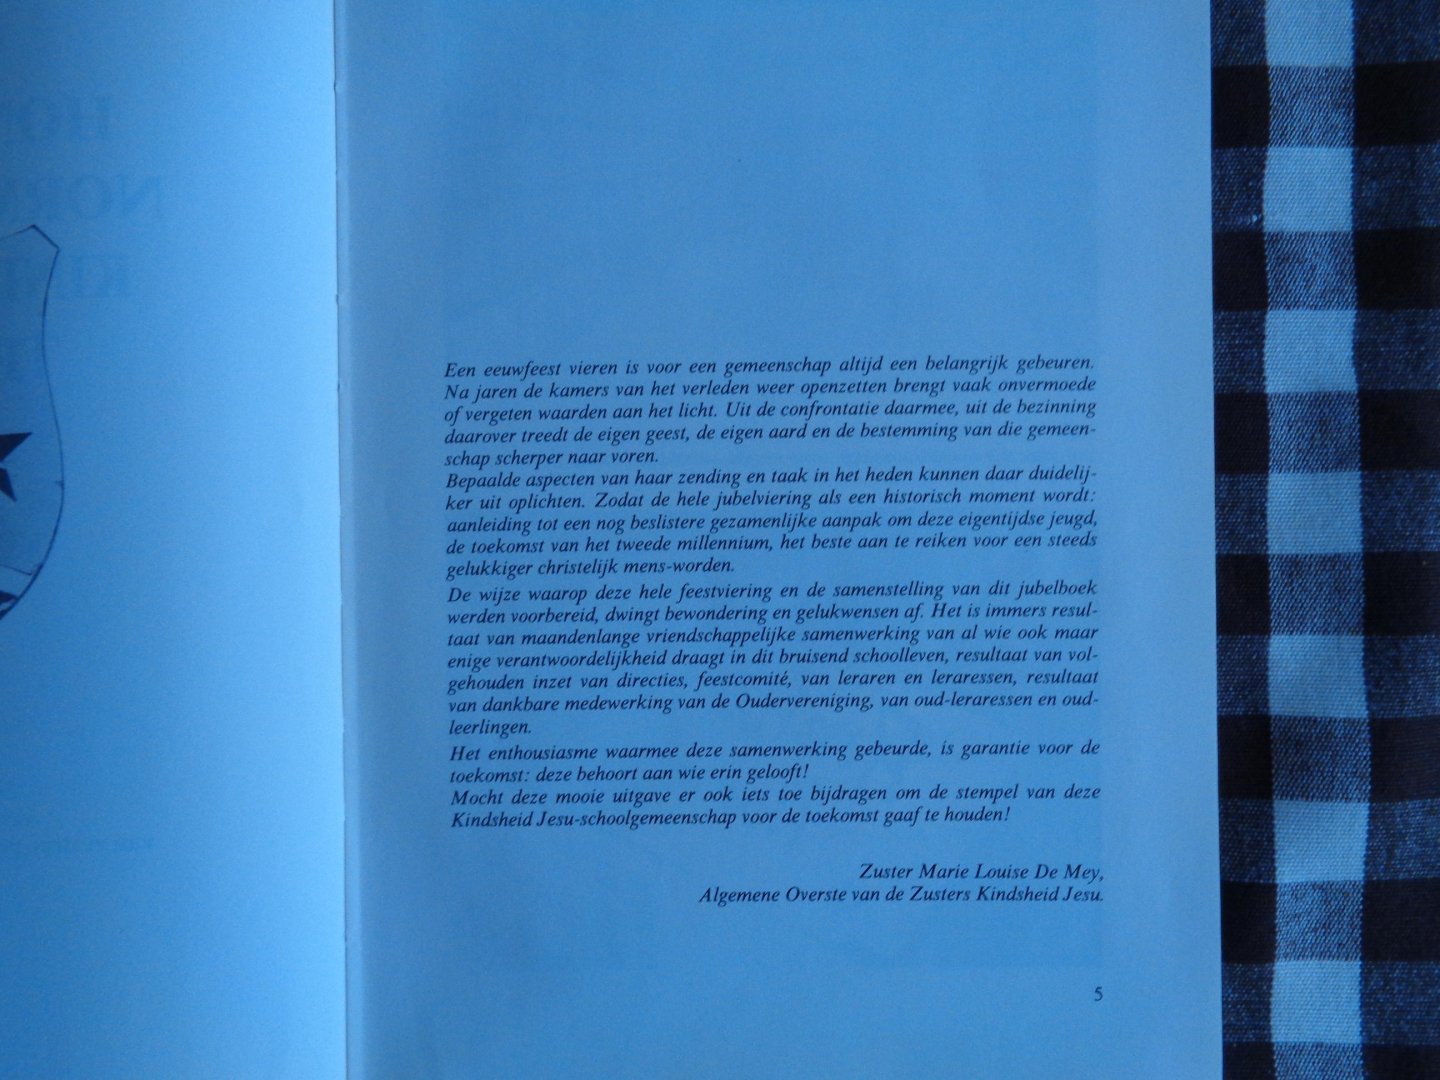 Een eeuwfeest vieren is voor een gemeenschap altijd een belangrijk gebeuren.
Na jaren de kamers van het verleden weer openzetten brengt vaak onvermoede
of vergeten waarden aan het licht. Uit de confrontatie daarmee, uit de bezinning
daarover treedt de eigen geest, de eigen aard en de bestemming van die gemeen-
schap scherper naar voren.
Bepaalde aspecten van haar zending en taak in het heden kunnen daar duidelij-
ker uit oplichten. Zodat de hele jubelviering als een historisch moment wordt:
aanleiding tot een nog beslistere gezamenlijke aanpak om deze eigentijdse jeugd,
de toekomst van het tweede millennium, het beste aan te reiken voor een steeds
gelukkiger christelijk mens-worden.
De wijze waarop deze hele feestviering en de samenstelling van dit jubelboek
werden voorbereid, dwingt bewondering en gelukwensen af. Het is immers resul-
taat van maandenlange vriendschappelijke samenwerking van al wie ook maar
enige verantwoordelijkheid draagt in dit bruisend schoolleven, resultaat van vol-
gehouden inzet van directies, feestcomité, van leraren en leraressen, resultaat
van dankbare medewerking van de Oudervereniging, van oud-leraressen en oud-
leerlingen.
Het enthousiasme waarmee deze samenwerking gebeurde, is garantie voor de
toekomst: deze behoort aan wie erin gelooft!
Mocht deze mooie uitgave er ook iets toe bijdragen om de stempel van deze
Kindsheid Jesu-schoolgemeenschap voor de toekomst gaaf te houden!
Zuster Marie Louise De Mey,
Algemene Overste van de Zusters Kindsheid Jesu.
5